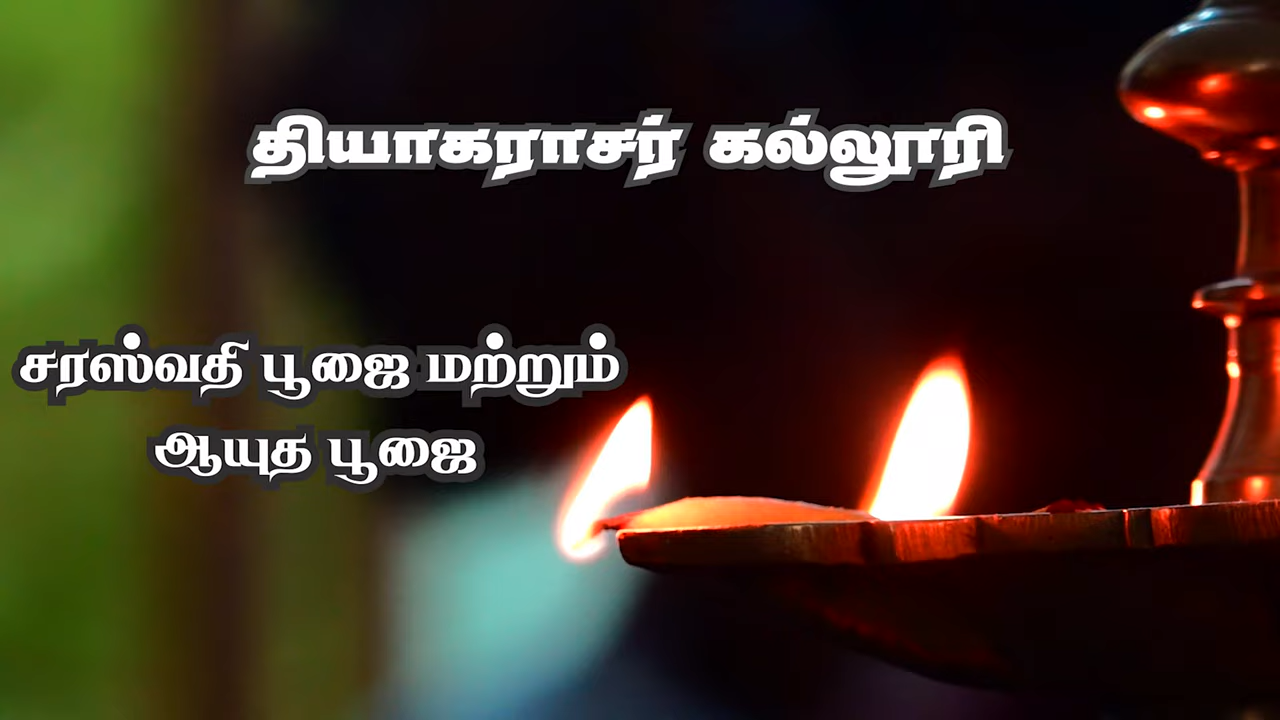 தியாகராசர் கல்லூரி
சரஸ்வதி பூஜை மற்றும்
ஆயுத பூஜை